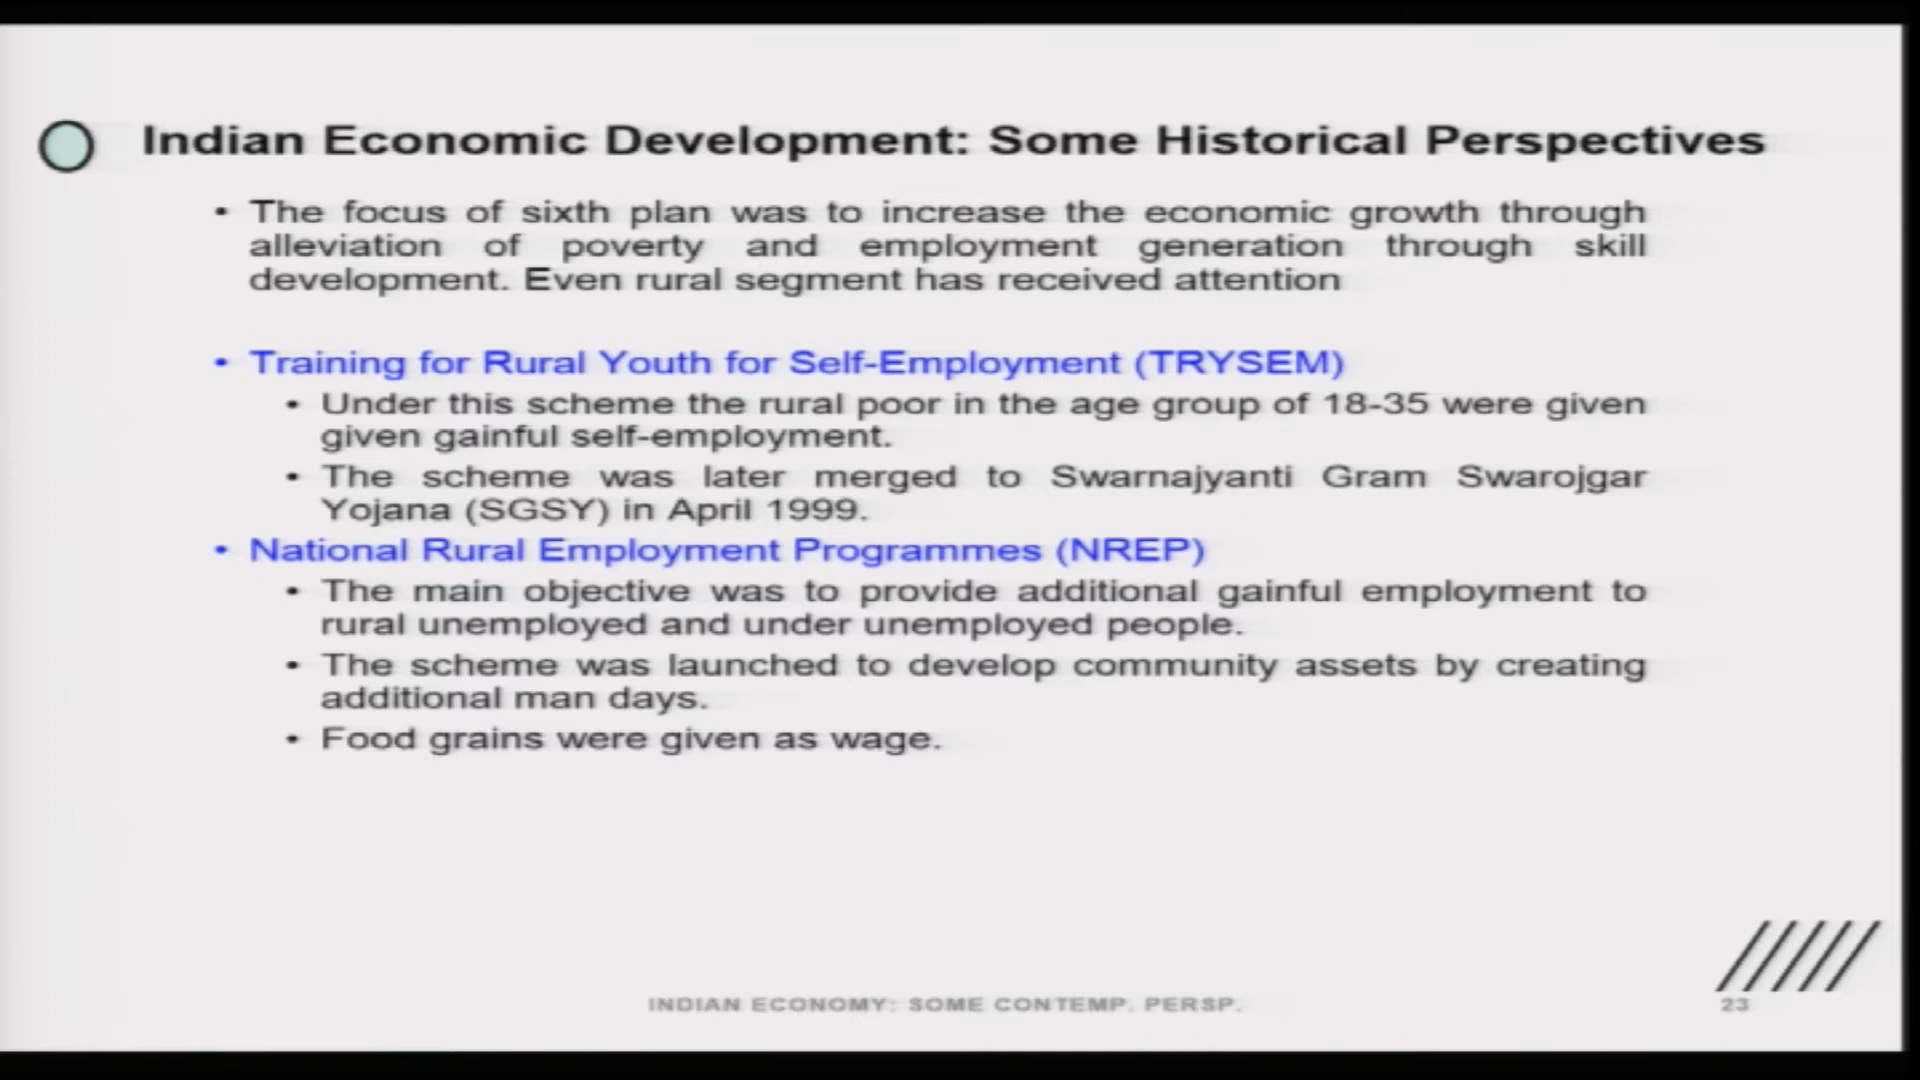 Indian Economic Development: Some Historical Perspectives
• The focus of sixth plan was to increase the economic growth through
alleviation of poverty and employment generation through skill
development. Even rural segment has received attention
• Training for Rural Youth for Self-Employment (TRYSEM)
• Under this scheme the rural poor in the age group of 18-35 were given
given gainful self-employment.
• The scheme was later merged to Swarnajyanti Gram Swarojgar
Yojana (SGSY) in April 1999.
• National Rural Employment Programmes (NREP)
• The main objective was to provide additional gainful employment to
rural unemployed and under unemployed people.
• The scheme was launched to develop community assets by creating
additional man days.
• Food grains were given as wage.
INDIAN ECONOMY: SOME CONTEMP. PERSP.
23